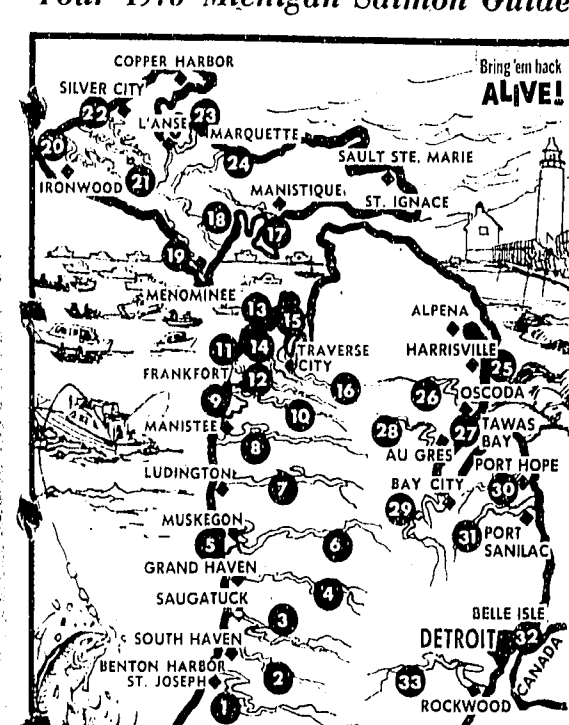 Your 1970 Michigan Salmon Guide
Bring 'em back
ALIVE!
COPPER HARBOR
SILVER CITY
22
L'ANSE
23
MARQUETTE
20
24
SAULT STE. MARIE
IRONWOOD
21
MANISTIQUE
ST. IGNACE
18
17
19
MENOMINEE
13
15
ALPENA
11
14
TRAVERSE
CITY
HARRISVILLE
25
FRANKFORT
12
16
26
OSCODA
9
10
MANISTEE
28
27
TAWAS
BAY
8
AU GRES
PORT HOPE
LUDINGTON
7
BAY CITY
30
29
MUSKEGON
5
6
31
PORT
SANILAC
GRAND HAVEN
4
SAUGATUCK
3
BELLE ISLE
SOUTH HAVEN
DETROIT
32
BENTON HARBOR
ST. JOSEPH
2
33
CANADA
1
ROCKWOOD